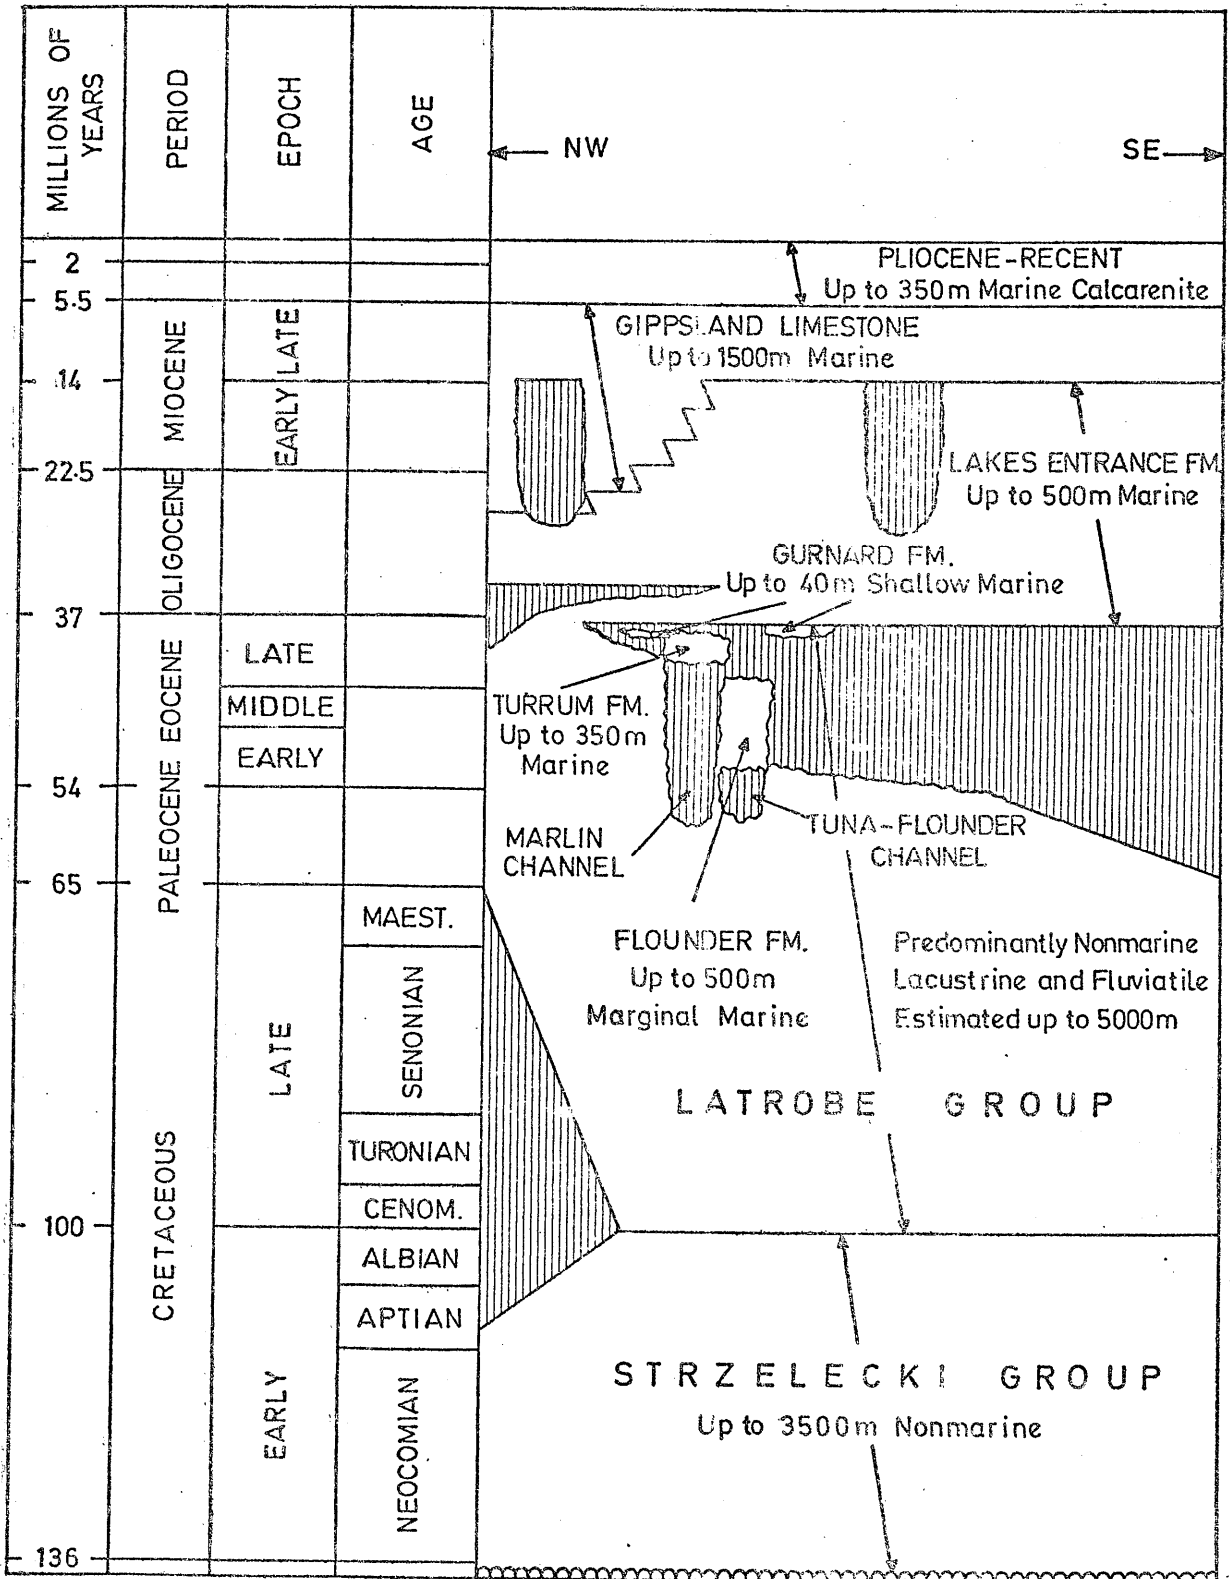 MILLIONS OF
YEARS
PERIOD
EPOCH
AGE
NW
SE
2
5.5
14
22.5
37
54
65
100
136
MIOCENE
OLIGOCENE
EOCENE
PALEOCENE
CRETACEOUS
LATE
EARLY
LATE
MIDDLE
EARLY
LATE
EARLY
MAEST.
SENONIAN
TURONIAN
CENOM.
ALBIAN
APTIAN
NEOCOMIAN
PLIOCENE-RECENT
Up to 350m Marine Calcarenite
GIPPSLAND LIMESTONE
Up to 1500m Marine
LAKES ENTRANCE FM
Up to 500m Marine
GURNARD FM.
Up to 40m Shallow Marine
TURRUM FM.
Up to 350m
Marine
MARLIN
CHANNEL
TUNA-FLOUNDER
CHANNEL
FLOUNDER FM.
Up to 500m
Marginal Marine
Predominantly Nonmarine
Lacustrine and Fluviatile
Estimated up to 5000m
LATROBE GROUP
STRZELECKI GROUP
Up to 3500m Nonmarine